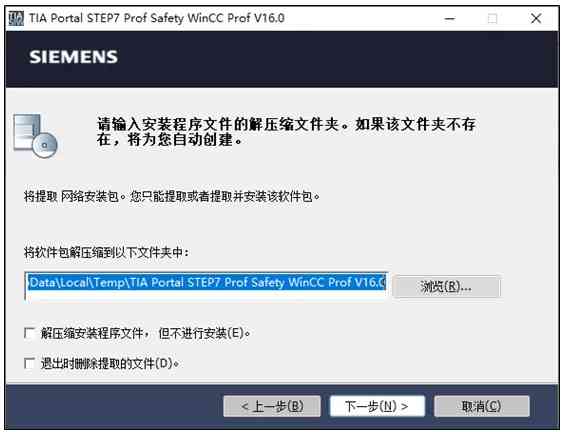 TIA Portal STEP7 Prof Safety WinCC Prof V16.0
SIEMENS
请输入安装程序文件的解压缩文件夹。如果该文件夹不存
在，将为您自动创建。
将提取 网络安装包。您只能提取或者提取并安装该软件包。
将软件包解压缩到以下文件夹中:
Data\Local\Temp\TIA Portal STEP7 Prof Safety WinCC Prof V16.0
浏览(R)...
解压缩安装程序文件， 但不进行安装(E)。
退出时删除提取的文件(D)。
< 上一步(B) 下一步(N) > 取消(C)